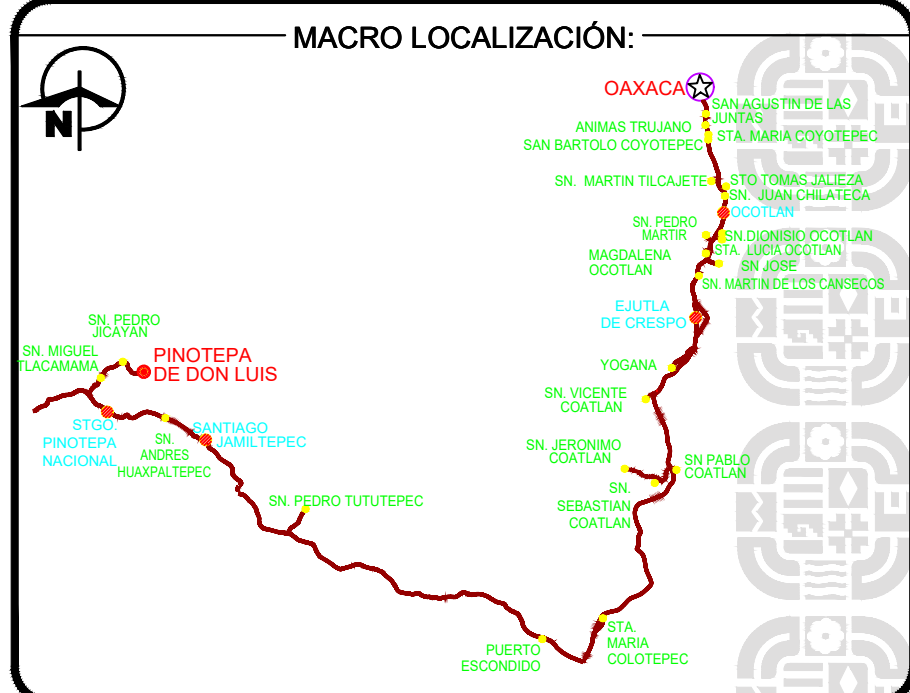 MACRO LOCALIZACIÓN:
N
OAXACA
SAN AGUSTIN DE LAS
JUNTAS
ANIMAS TRUJANO
STA. MARIA COYOTEPEC
SAN BARTOLO COYOTEPEC
SN. MARTIN TILCAJETE
STO TOMAS JALIEZA
SN. JUAN CHILATECA
OCOTLAN
SN. PEDRO
MARTIR
SN.DIONISIO OCOTLAN
STA. LUCIA OCOTLAN
MAGDALENA
OCOTLAN
SN JOSE
SN. MARTIN DE LOS CANSECOS
EJUTLA
DE CRESPO
YOGANA
SN. VICENTE
COATLAN
SN. JERONIMO
COATLAN
SN PABLO
COATLAN
SN.
SEBASTIAN
COATLAN
SN. PEDRO
JICAYAN
SN. MIGUEL
TLACAMAMA
PINOTEPA
DE DON LUIS
STGO.
PINOTEPA
NACIONAL
SN.
ANDRES
HUAXPALTEPEC
SANTIAGO
JAMILTEPEC
SN. PEDRO TUTUTEPEC
PUERTO
ESCONDIDO
STA.
MARIA
COLOTEPEC